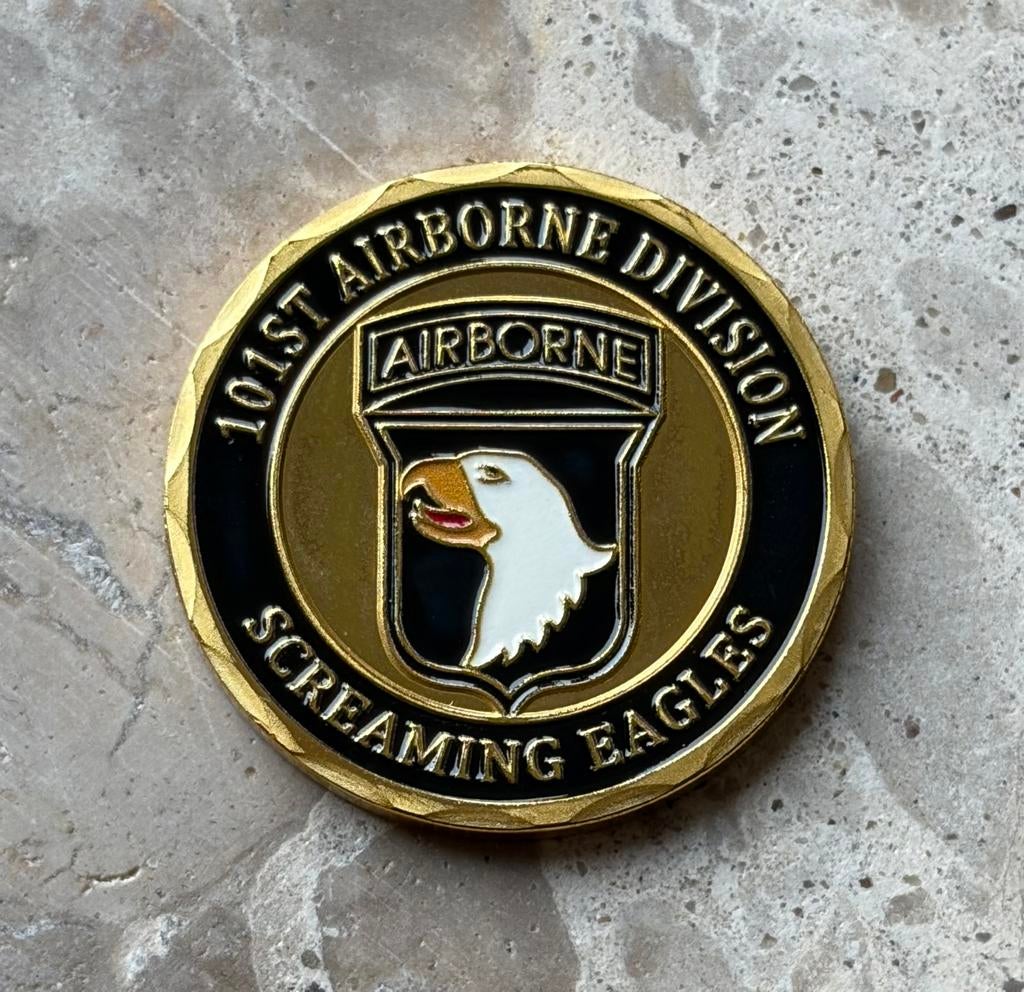 101ST AIRBORNE DIVISION
AIRBORNE
SCREAMING EAGLES